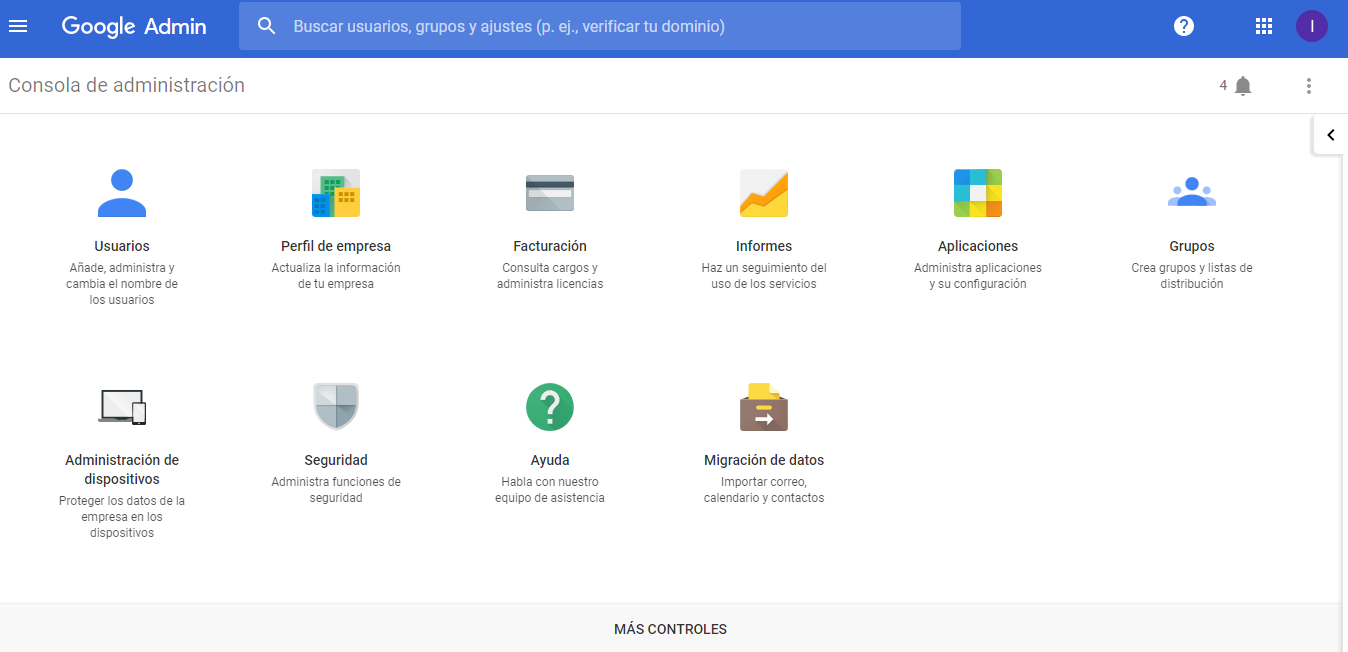 Google Admin
Buscar usuarios, grupos y ajustes (p. ej., verificar tu dominio)
?
I
Consola de administración
4
Usuarios
Añade, administra y
cambia el nombre de
los usuarios
Perfil de empresa
Actualiza la información
de tu empresa
Facturación
Consulta cargos y
administra licencias
Informes
Haz un seguimiento del
uso de los servicios
Aplicaciones
Administra aplicaciones
y su configuración
Grupos
Crea grupos y listas de
distribución
Administración de
dispositivos
Proteger los datos de la
empresa en los
dispositivos
Seguridad
Administra funciones de
seguridad
?
Ayuda
Habla con nuestro
equipo de asistencia
Migración de datos
Importar correo,
calendario y contactos
MÁS CONTROLES